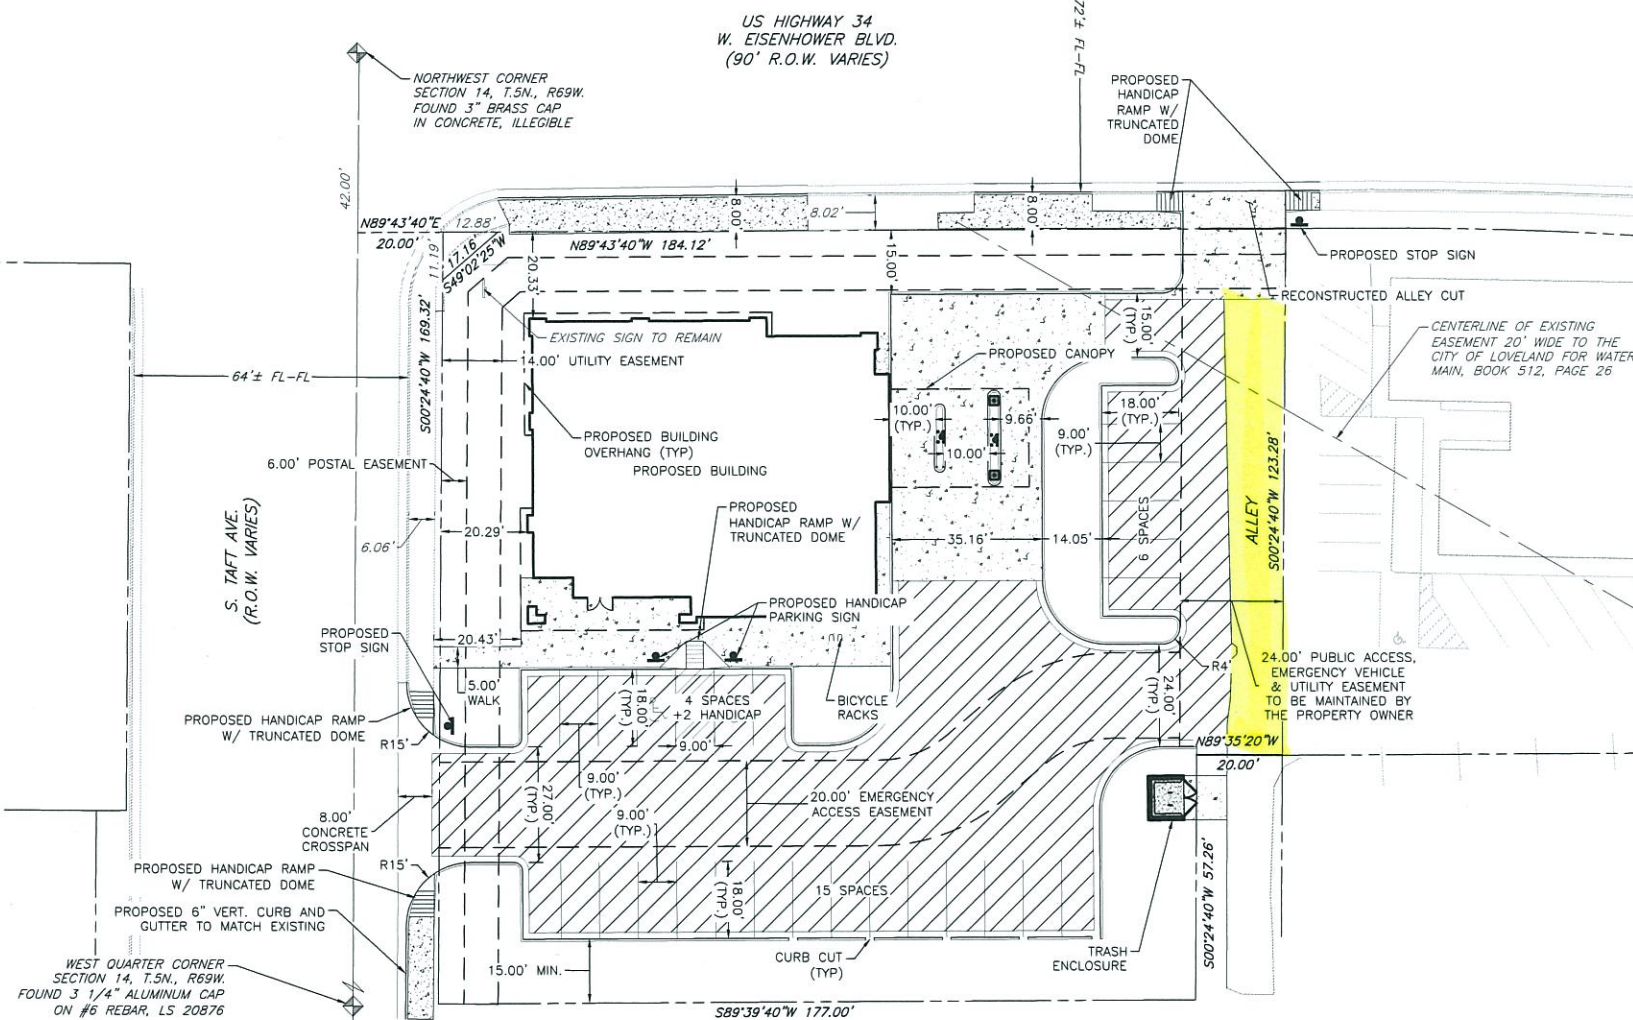 US HIGHWAY 34
W. EISENHOWER BLVD.
(90' R.O.W. VARIES)
72'± FL-FL
NORTHWEST CORNER
SECTION 14, T.5N., R69W.
FOUND 3" BRASS CAP
IN CONCRETE, ILLEGIBLE
PROPOSED
HANDICAP
RAMP W/
TRUNCATED
DOME
42.00'
N89°43'40"E
12.88'
20.00'
11.19
17.16'
S49°02'25"W
N89°43'40"W 184.12'
8.00'
8.02'
8.00'
15.00'
20.33'
PROPOSED STOP SIGN
RECONSTRUCTED ALLEY CUT
CENTERLINE OF EXISTING
EASEMENT 20' WIDE TO THE
CITY OF LOVELAND FOR WATER
MAIN, BOOK 512, PAGE 26
S00°24'40"W 169.32'
EXISTING SIGN TO REMAIN
14.00' UTILITY EASEMENT
PROPOSED CANOPY
15.00'
(TYP.)
64'± FL-FL
10.00'
(TYP.)
9.66'
10.00'
18.00'
(TYP.)
9.00'
(TYP.)
PROPOSED BUILDING
OVERHANG (TYP)
PROPOSED BUILDING
6.00' POSTAL EASEMENT
S. TAFT AVE.
(R.O.W. VARIES)
6.06'
20.29'
PROPOSED
HANDICAP RAMP W/
TRUNCATED DOME
35.16'
14.05'
6 SPACES
ALLEY
S00°24'40"W 123.28'
PROPOSED HANDICAP
PARKING SIGN
PROPOSED
STOP SIGN
20.43'
5.00'
WALK
18.00'
(TYP.)
4 SPACES
+2 HANDICAP
9.00'
BICYCLE
RACKS
R4'
24.00'
(TYP.)
24.00' PUBLIC ACCESS,
EMERGENCY VEHICLE
& UTILITY EASEMENT
TO BE MAINTAINED BY
THE PROPERTY OWNER
PROPOSED HANDICAP RAMP
W/ TRUNCATED DOME
R15'
N89°35'20"W
20.00'
9.00'
(TYP.)
27.00'
(TYP.)
9.00'
(TYP.)
20.00' EMERGENCY
ACCESS EASEMENT
8.00'
CONCRETE
CROSSPAN
R15'
PROPOSED HANDICAP RAMP
W/ TRUNCATED DOME
18.00'
(TYP.)
15 SPACES
S00°24'40"W 57.26'
PROPOSED 6" VERT. CURB AND
GUTTER TO MATCH EXISTING
WEST QUARTER CORNER
SECTION 14, T.5N., R69W.
FOUND 3 1/4" ALUMINUM CAP
ON #6 REBAR, LS 20876
15.00' MIN.
CURB CUT
(TYP)
TRASH
ENCLOSURE
S89°39'40"W 177.00'